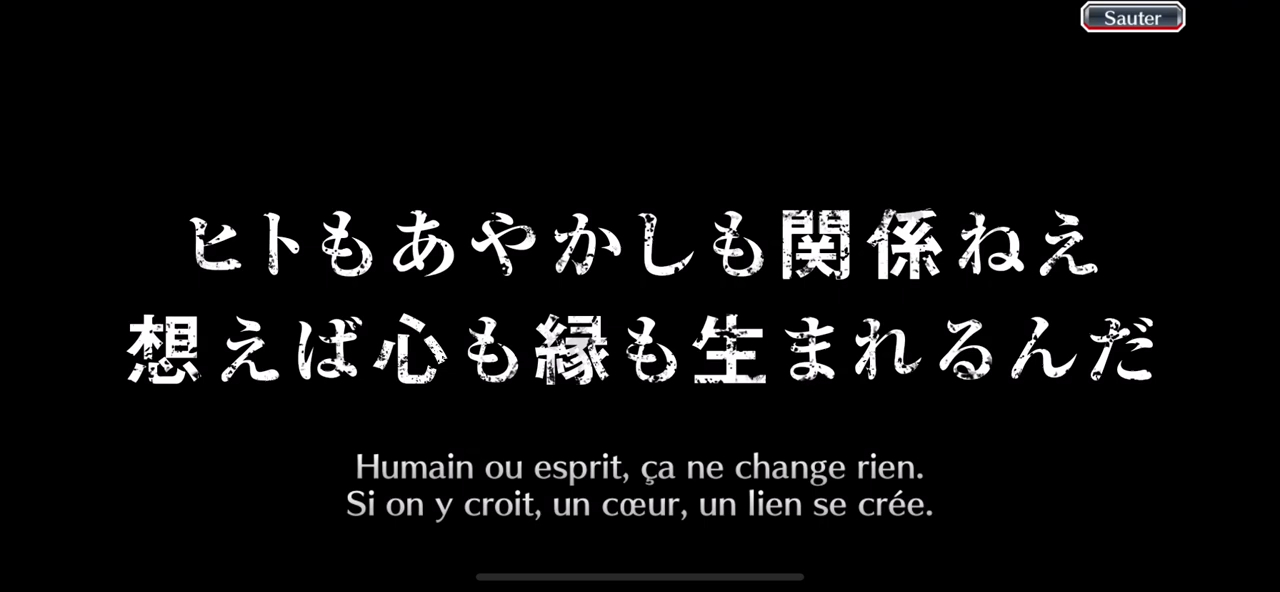 Sauter
ヒトもあやかしも関係ねえ
想えば心も縁も生まれるんだ
Humain ou esprit, ça ne change rien.
Si on y croit, un cœur, un lien se crée.